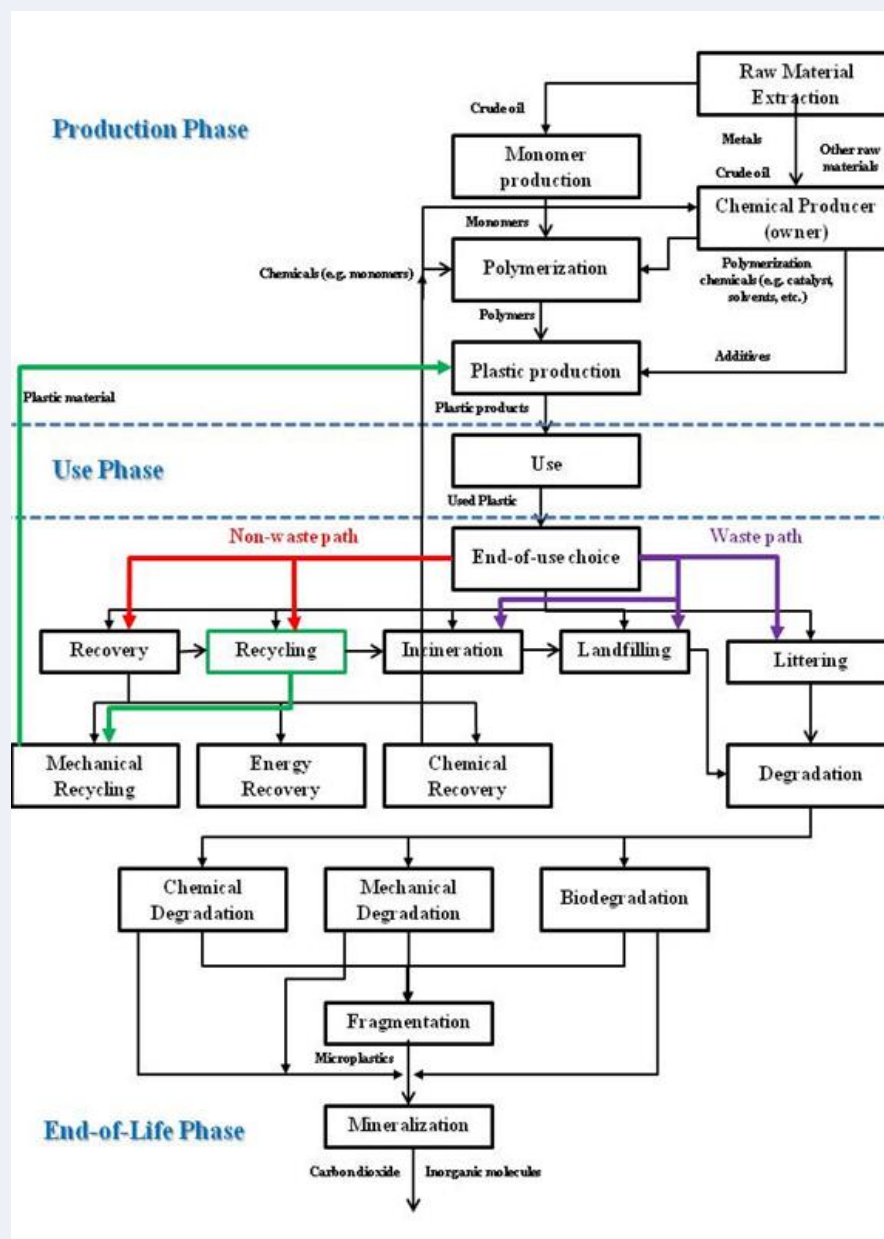 Raw Material
Extraction
Production Phase
Crude oil
Metals
Other raw
materials
Monomer
production
Crude oil
Chemical Producer
(owner)
Monomers
Chemicals (e.g. monomers)
Polymerization
Polymerization
chemicals (e.g. catalyst,
solvents, etc.)
Polymers
Additives
Plastic production
Plastic material
Plastic products
Use Phase
Use
Used Plastic
Non-waste path
Waste path
End-of-use choice
Recovery
Recycling
Incineration
Landfilling
Littering
Mechanical
Recycling
Energy
Recovery
Chemical
Recovery
Degradation
Chemical
Degradation
Mechanical
Degradation
Biodegradation
Fragmentation
Microplastics
Mineralization
End-of-Life Phase
Carbon dioxide
Inorganic molecules